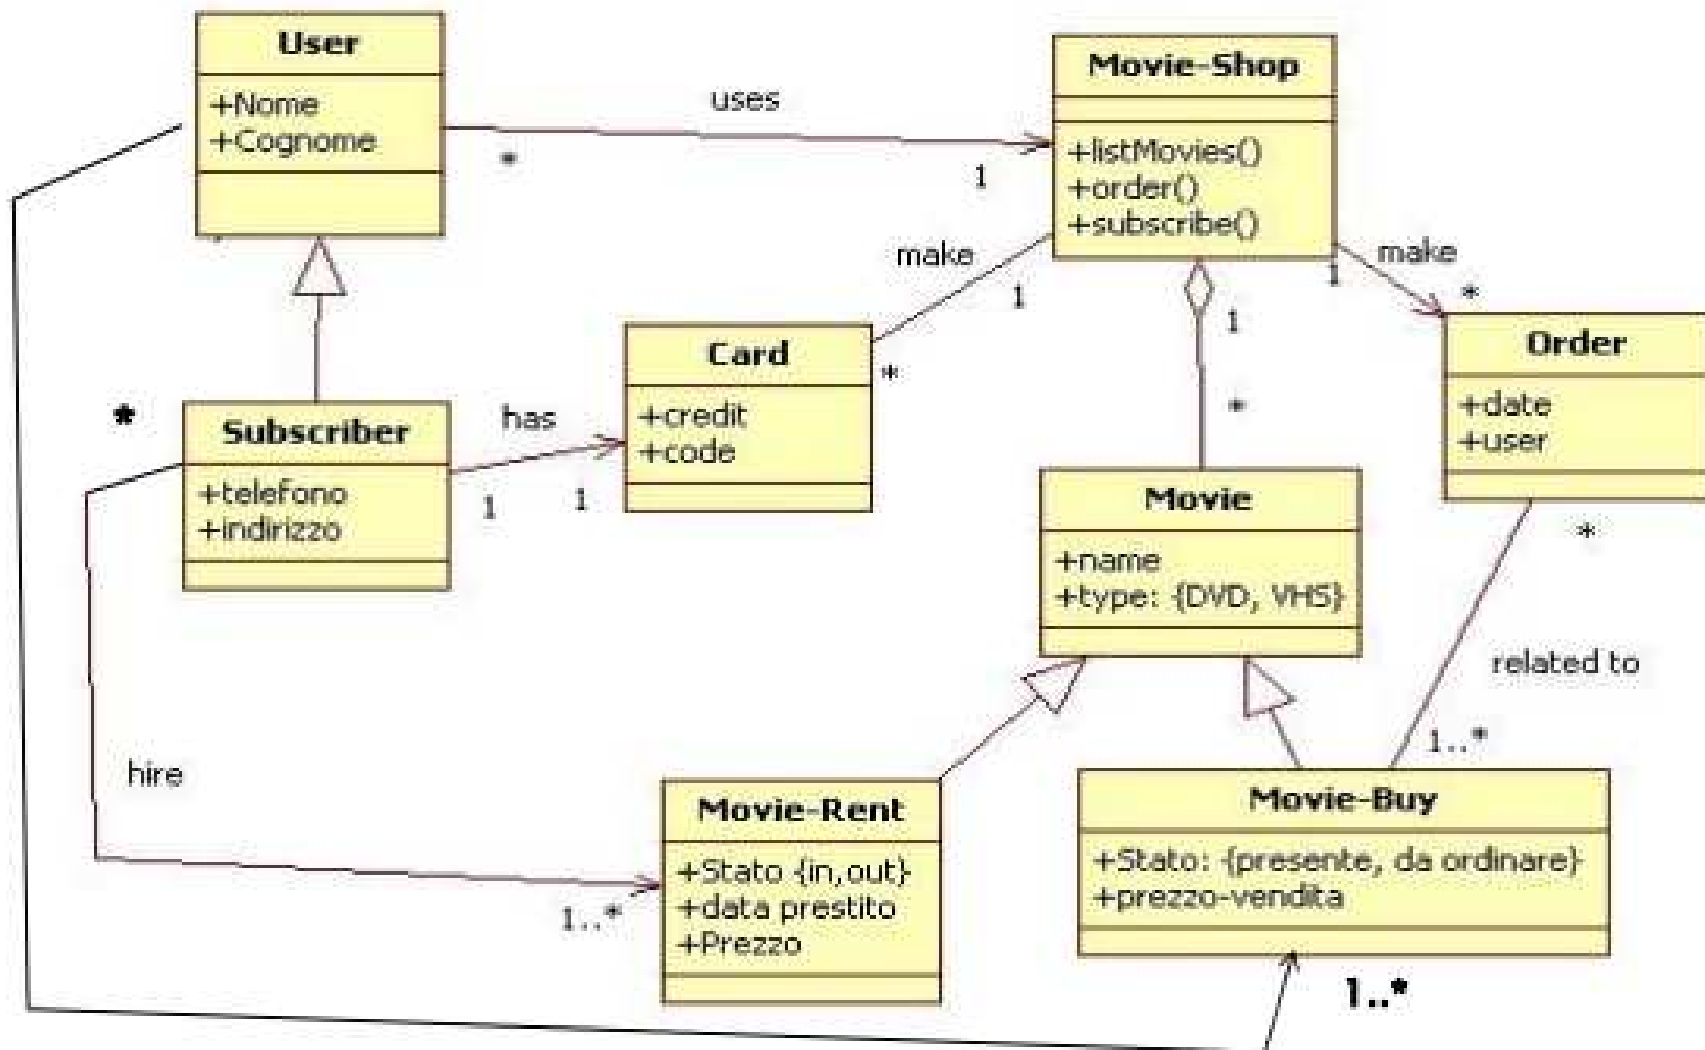 User
+Nome
+Cognome
uses
*
1
Movie-Shop
+listMovies()
+order()
+subscribe()
make
1
*
make
1
*
1
*
Order
+date
+user
Card
+credit
+code
*
Subscriber
+telefono
+indirizzo
has
1
1
Movie
+name
+type: {DVD, VHS}
*
related to
1..*
hire
1..*
Movie-Rent
+Stato {in,out}
+data prestito
+Prezzo
Movie-Buy
+Stato: {presente, da ordinare}
+prezzo-vendita
1..*